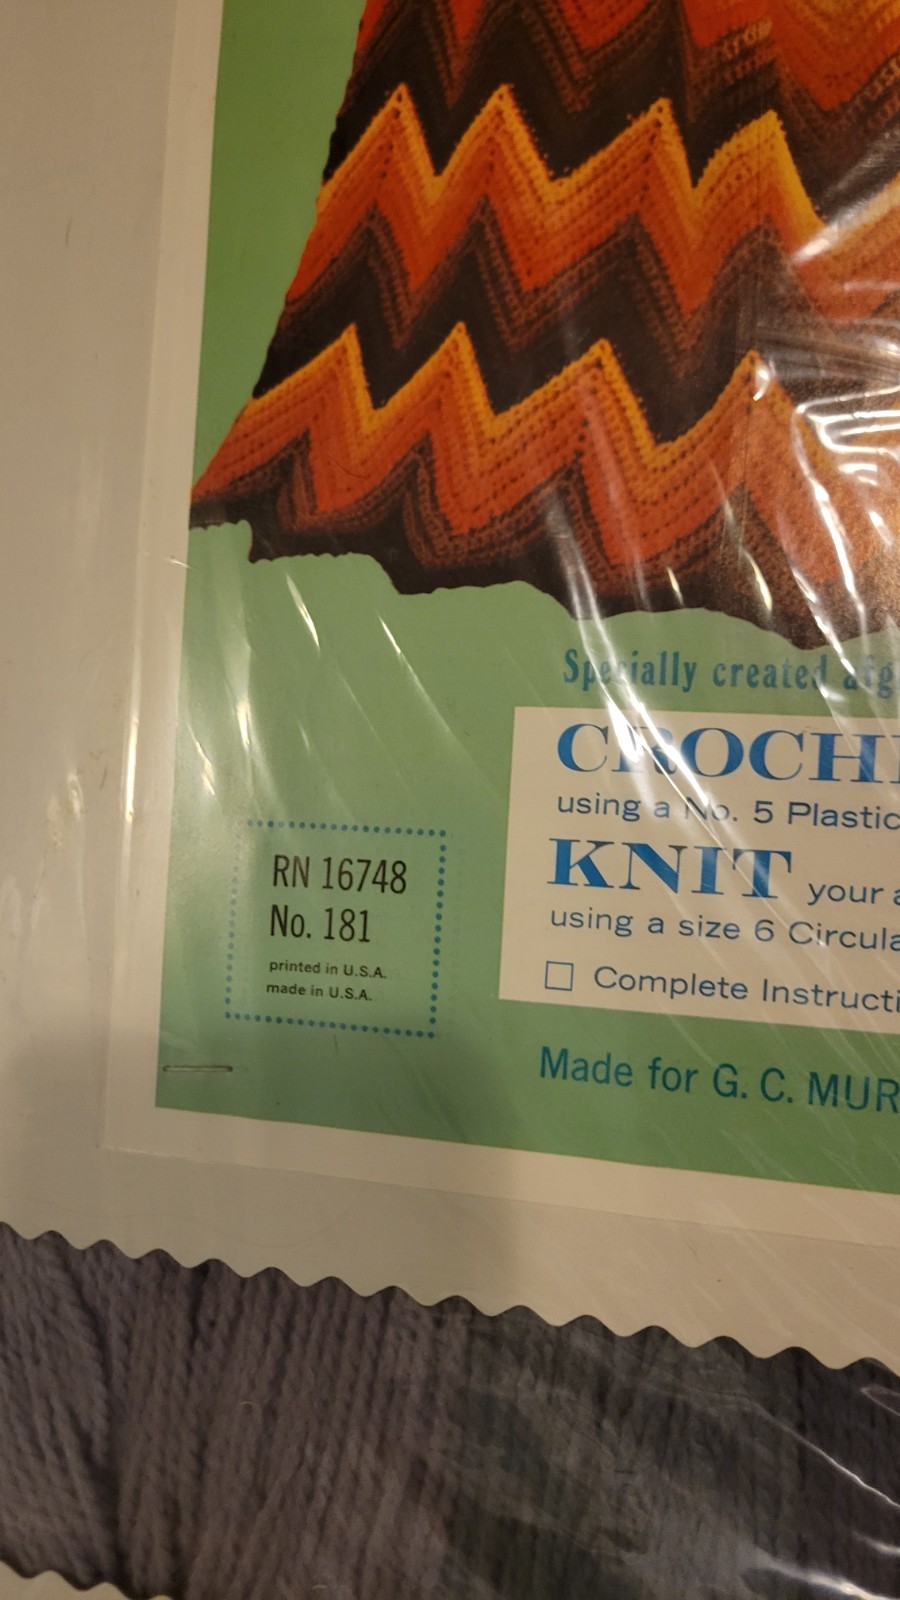 Specially created afg
CROCH
using a No. 5 Plastic
KNIT your a
using a size 6 Circula
Complete Instructi
RN 16748
No. 181
printed in U.S.A.
made in U.S.A.
Made for G. C. MUR